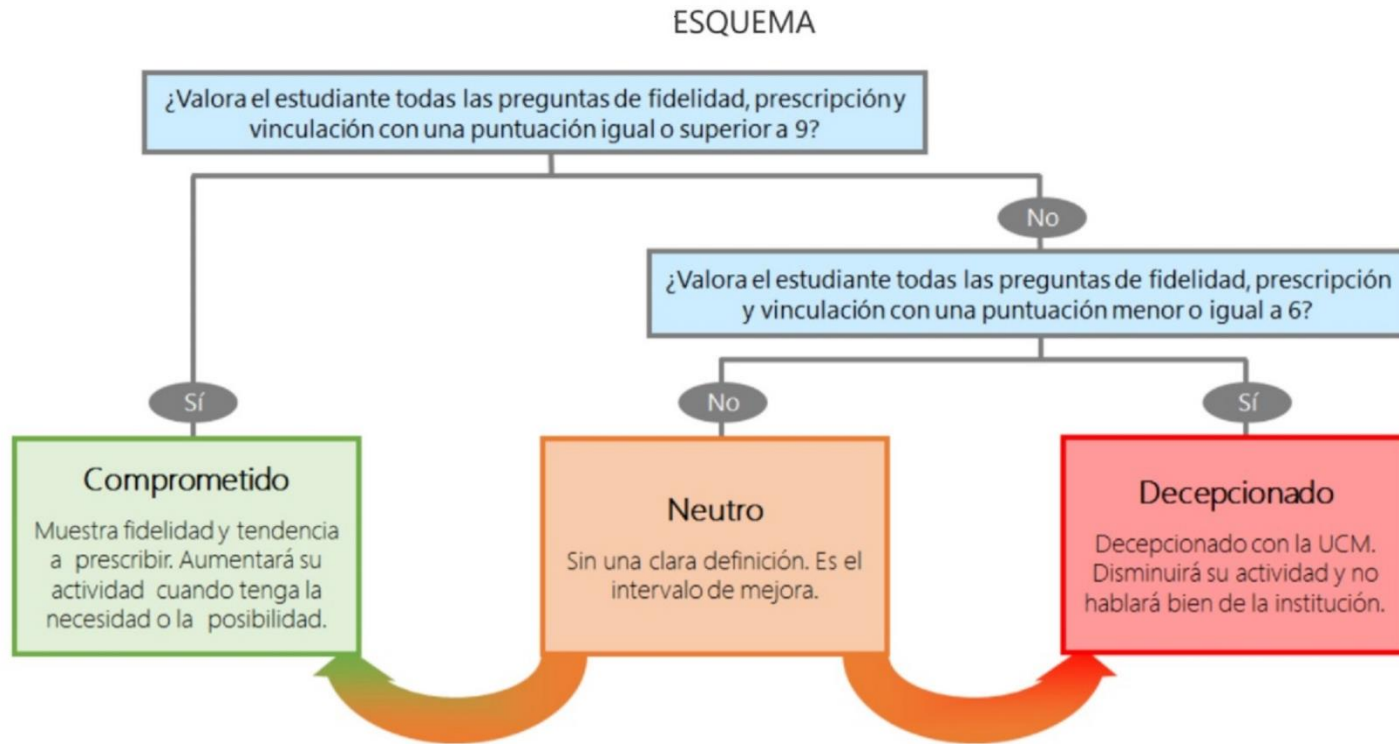 ESQUEMA
¿Valora el estudiante todas las preguntas de fidelidad, prescripción y
vinculación con una puntuación igual o superior a 9?
No
¿Valora el estudiante todas las preguntas de fidelidad, prescripción
y vinculación con una puntuación menor o igual a 6?
Sí
No
Sí
Comprometido
Muestra fidelidad y tendencia
a prescribir. Aumentará su
actividad cuando tenga la
necesidad o la posibilidad.
Neutro
Sin una clara definición. Es el
intervalo de mejora.
Decepcionado
Decepcionado con la UCM.
Disminuirá su actividad y no
hablará bien de la institución.